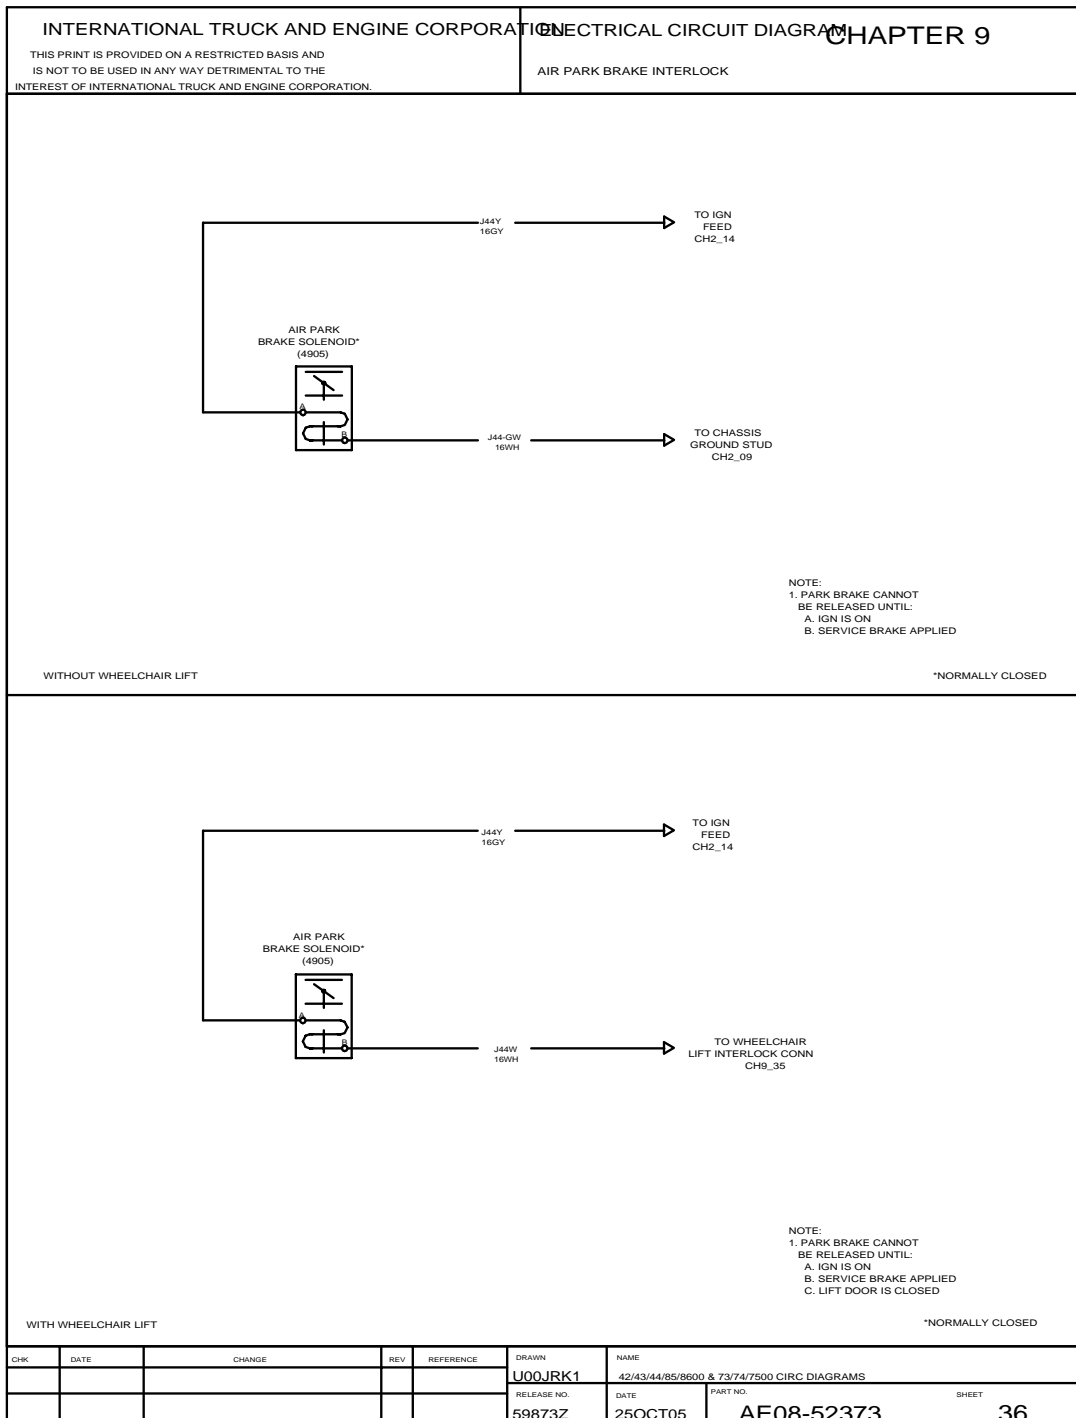 INTERNATIONAL TRUCK AND ENGINE CORPORATION
THIS PRINT IS PROVIDED ON A RESTRICTED BASIS AND
IS NOT TO BE USED IN ANY WAY DETRIMENTAL TO THE
INTEREST OF INTERNATIONAL TRUCK AND ENGINE CORPORATION.
ELECTRICAL CIRCUIT DIAGRAM
CHAPTER 9
AIR PARK BRAKE INTERLOCK
J44Y
16GY
TO IGN
FEED
CH2_14
AIR PARK
BRAKE SOLENOID*
(4905)
A
B
J44-GW
16WH
TO CHASSIS
GROUND STUD
CH2_09
NOTE:
1. PARK BRAKE CANNOT
BE RELEASED UNTIL:
A. IGN IS ON
B. SERVICE BRAKE APPLIED
WITHOUT WHEELCHAIR LIFT
*NORMALLY CLOSED
J44Y
16GY
TO IGN
FEED
CH2_14
AIR PARK
BRAKE SOLENOID*
(4905)
A
B
J44W
16WH
TO WHEELCHAIR
LIFT INTERLOCK CONN
CH9_35
NOTE:
1. PARK BRAKE CANNOT
BE RELEASED UNTIL:
A. IGN IS ON
B. SERVICE BRAKE APPLIED
C. LIFT DOOR IS CLOSED
WITH WHEELCHAIR LIFT
*NORMALLY CLOSED
CHK DATE CHANGE REV REFERENCE
DRAWN
U00JRK1
NAME
42/43/44/85/8600 & 73/74/7500 CIRC DIAGRAMS
RELEASE NO.
59873Z
DATE
25OCT05
PART NO.
AE08-52373
SHEET
36